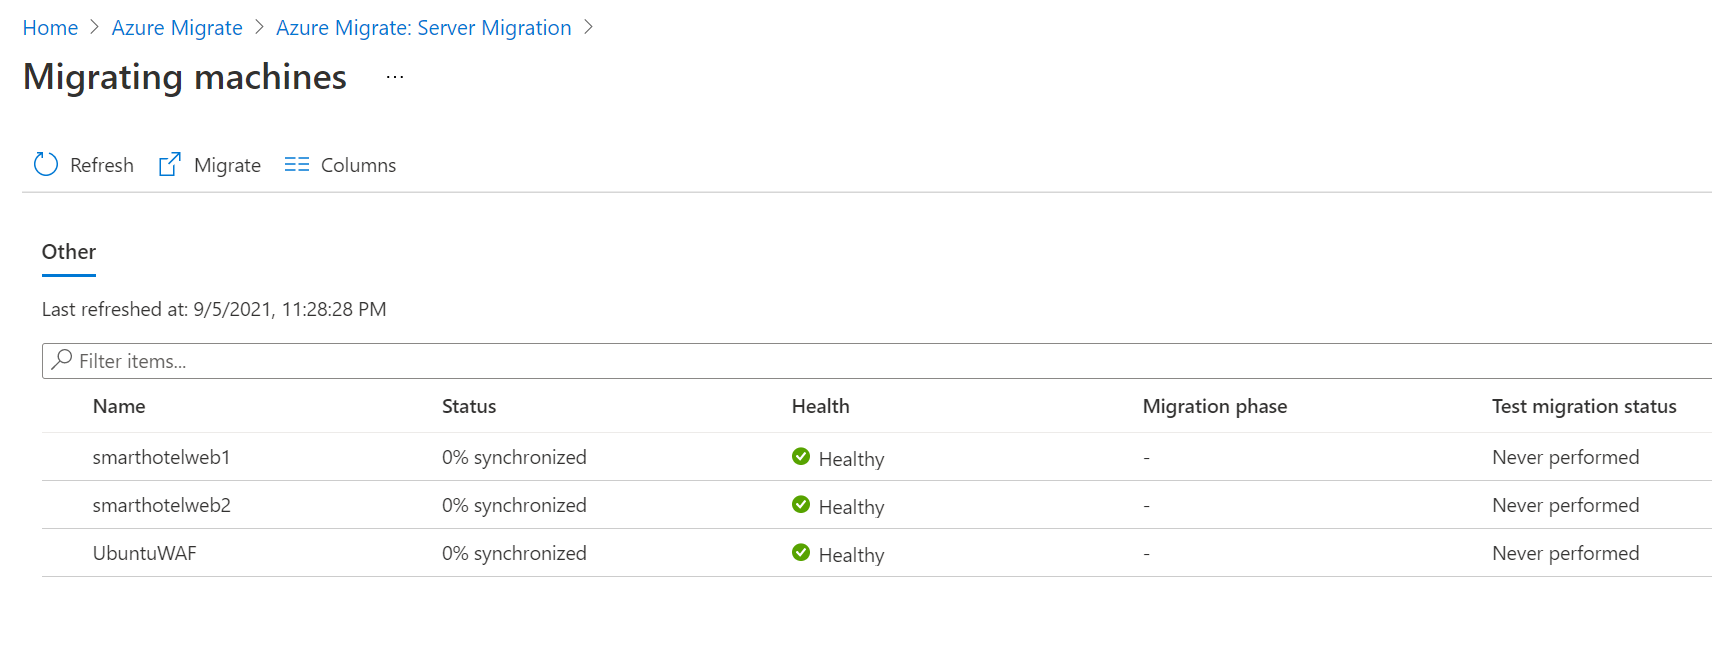 Home > Azure Migrate > Azure Migrate: Server Migration >
Migrating machines ...
Refresh Migrate Columns
Other
Last refreshed at: 9/5/2021, 11:28:28 PM
Filter items...
Name Status Health Migration phase Test migration status
smarthotelweb1 0% synchronized Healthy - Never performed
smarthotelweb2 0% synchronized Healthy - Never performed
UbuntuWAF 0% synchronized Healthy - Never performed